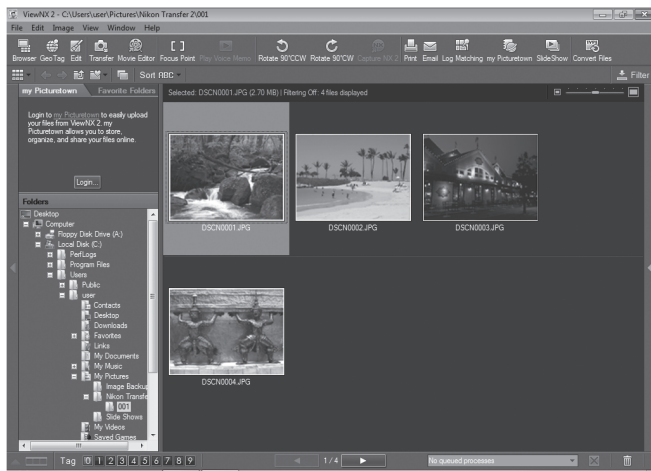 ViewNX 2 - C:\Users\user\Pictures\Nikon Transfer 2\001
File Edit Image View Window Help
Browser GeoTag Edit Transfer Movie Editor Focus Point Play Voice Memo Rotate 90°CCW Rotate 90°CW Capture NX 2 Print Email Log Matching my Picturetown SlideShow Convert Files
Sort ABC Filter
my Picturetown Favorite Folders
Selected: DSCN0001.JPG (2.70 MB) | Filtering Off: 4 files displayed
Login to my Picturetown to easily upload
your files from ViewNX 2. my
Picturetown allows you to store,
organize, and share your files online.
Login...
Folders
Desktop
Computer
Floppy Disk Drive (A:)
Local Disk (C:)
PerfLogs
Program Files
Users
Public
user
Contacts
Desktop
Downloads
Favorites
Links
My Documents
My Music
My Pictures
Image Backup
Nikon Transfe
001
Slide Shows
My Videos
Saved Games
DSCN0001.JPG
DSCN0002.JPG
DSCN0003.JPG
DSCN0004.JPG
Tag 0 1 2 3 4 5 6 7 8 9
1/4
No queued processes